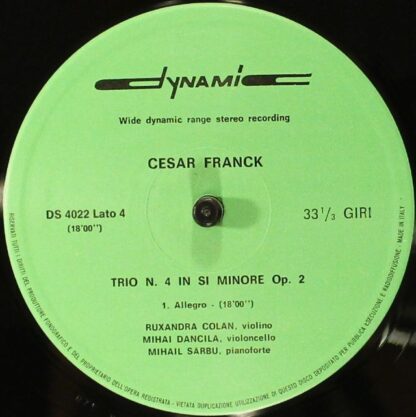 dynamic
Wide dynamic range stereo recording
CESAR FRANCK
DS 4022 Lato 4
(18'00'')
33 1/3 GIRI
TRIO N. 4 IN SI MINORE Op. 2
1. Allegro - (18'00'')
RUXANDRA COLAN, violino
MIHAI DANCILA, violoncello
MIHAIL SARBU, pianoforte
RISERVATI TUTTI I DIRITTI DEL PRODUTTORE FONOGRAFICO E DEL PROPRIETARIO DELL'OPERA REGISTRATA - VIETATA DUPLICAZIONE UTILIZZAZIONE DI QUESTO DISCO DEPOSITATO PER PUBBLICA ESECUZIONE E RADIODIFFUSIONE - MADE IN ITALY